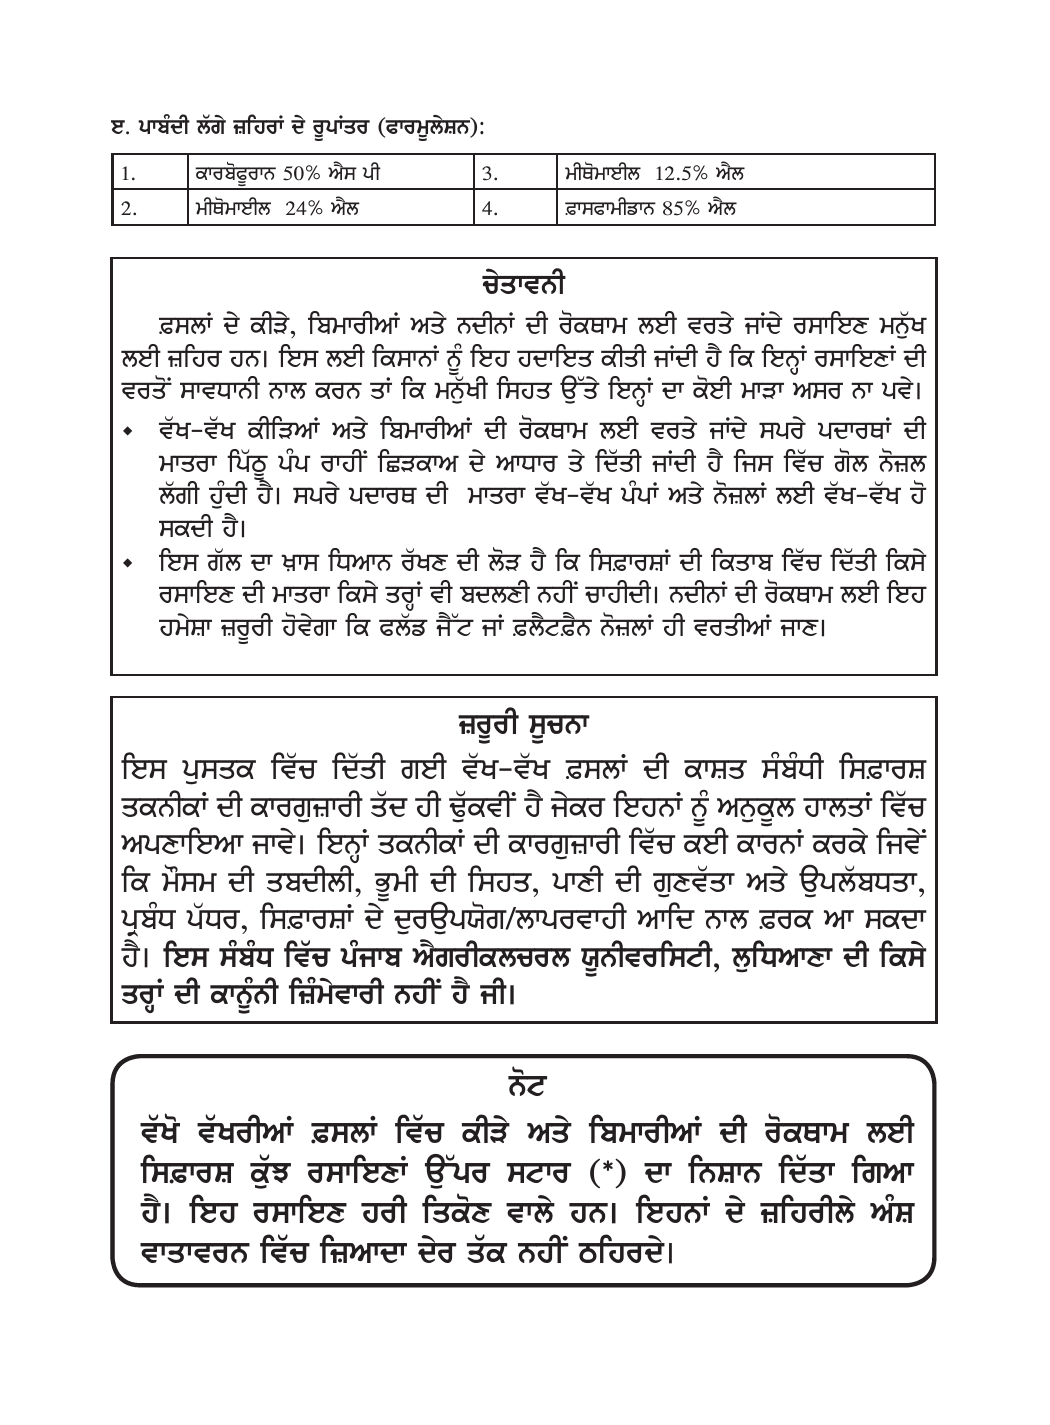 ੲ. ਪਾਬੰਦੀ ਲੱਗੇ ਜ਼ਹਿਰਾਂ ਦੇ ਰੂਪਾਂਤਰ (ਫਾਰਮੂਲੇਸ਼ਨ):
1. ਕਾਰਬੋਫੂਰਾਨ 50% ਐਸ ਪੀ 3. ਮੀਥੋਮਾਈਲ 12.5% ਐਲ
2. ਮੀਥੋਮਾਈਲ 24% ਐਲ 4. ਫ਼ਾਸਫਾਮੀਡਾਨ 85% ਐਲ
ਚੇਤਾਵਨੀ
ਫ਼ਸਲਾਂ ਦੇ ਕੀੜੇ, ਬਿਮਾਰੀਆਂ ਅਤੇ ਨਦੀਨਾਂ ਦੀ ਰੋਕਥਾਮ ਲਈ ਵਰਤੇ ਜਾਂਦੇ ਰਸਾਇਣ ਮਨੁੱਖ
ਲਈ ਜ਼ਹਿਰ ਹਨ। ਇਸ ਲਈ ਕਿਸਾਨਾਂ ਨੂੰ ਇਹ ਹਦਾਇਤ ਕੀਤੀ ਜਾਂਦੀ ਹੈ ਕਿ ਇਨ੍ਹਾਂ ਰਸਾਇਣਾਂ ਦੀ
ਵਰਤੋਂ ਸਾਵਧਾਨੀ ਨਾਲ ਕਰਨ ਤਾਂ ਕਿ ਮਨੁੱਖੀ ਸਿਹਤ ਉੱਤੇ ਇਨ੍ਹਾਂ ਦਾ ਕੋਈ ਮਾੜਾ ਅਸਰ ਨਾ ਪਵੇ।
◆ ਵੱਖ-ਵੱਖ ਕੀੜਿਆਂ ਅਤੇ ਬਿਮਾਰੀਆਂ ਦੀ ਰੋਕਥਾਮ ਲਈ ਵਰਤੇ ਜਾਂਦੇ ਸਪਰੇ ਪਦਾਰਥਾਂ ਦੀ
ਮਾਤਰਾ ਪਿੱਠੂ ਪੰਪ ਰਾਹੀਂ ਛਿੜਕਾਅ ਦੇ ਆਧਾਰ ਤੇ ਦਿੱਤੀ ਜਾਂਦੀ ਹੈ ਜਿਸ ਵਿੱਚ ਗੋਲ ਨੋਜ਼ਲ
ਲੱਗੀ ਹੁੰਦੀ ਹੈ। ਸਪਰੇ ਪਦਾਰਥ ਦੀ ਮਾਤਰਾ ਵੱਖ-ਵੱਖ ਪੰਪਾਂ ਅਤੇ ਨੋਜ਼ਲਾਂ ਲਈ ਵੱਖ-ਵੱਖ ਹੋ
ਸਕਦੀ ਹੈ।
◆ ਇਸ ਗੱਲ ਦਾ ਖ਼ਾਸ ਧਿਆਨ ਰੱਖਣ ਦੀ ਲੋੜ ਹੈ ਕਿ ਸਿਫ਼ਾਰਸ਼ਾਂ ਦੀ ਕਿਤਾਬ ਵਿੱਚ ਦਿੱਤੀ ਕਿਸੇ
ਰਸਾਇਣ ਦੀ ਮਾਤਰਾ ਕਿਸੇ ਤਰ੍ਹਾਂ ਵੀ ਬਦਲਣੀ ਨਹੀਂ ਚਾਹੀਦੀ। ਨਦੀਨਾਂ ਦੀ ਰੋਕਥਾਮ ਲਈ ਇਹ
ਹਮੇਸ਼ਾ ਜ਼ਰੂਰੀ ਹੋਵੇਗਾ ਕਿ ਫਲੱਡ ਜੈੱਟ ਜਾਂ ਫ਼ਲੈਟਫ਼ੈਨ ਨੋਜ਼ਲਾਂ ਹੀ ਵਰਤੀਆਂ ਜਾਣ।
ਜ਼ਰੂਰੀ ਸੂਚਨਾ
ਇਸ ਪੁਸਤਕ ਵਿੱਚ ਦਿੱਤੀ ਗਈ ਵੱਖ-ਵੱਖ ਫ਼ਸਲਾਂ ਦੀ ਕਾਸ਼ਤ ਸੰਬੰਧੀ ਸਿਫ਼ਾਰਸ਼
ਤਕਨੀਕਾਂ ਦੀ ਕਾਰਗੁਜ਼ਾਰੀ ਤੱਦ ਹੀ ਢੁੱਕਵੀਂ ਹੈ ਜੇਕਰ ਇਹਨਾਂ ਨੂੰ ਅਨੁਕੂਲ ਹਾਲਤਾਂ ਵਿੱਚ
ਅਪਣਾਇਆ ਜਾਵੇ। ਇਨ੍ਹਾਂ ਤਕਨੀਕਾਂ ਦੀ ਕਾਰਗੁਜ਼ਾਰੀ ਵਿੱਚ ਕਈ ਕਾਰਨਾਂ ਕਰਕੇ ਜਿਵੇਂ
ਕਿ ਮੌਸਮ ਦੀ ਤਬਦੀਲੀ, ਭੂਮੀ ਦੀ ਸਿਹਤ, ਪਾਣੀ ਦੀ ਗੁਣਵੱਤਾ ਅਤੇ ਉਪਲੱਬਧਤਾ,
ਪ੍ਰਬੰਧ ਪੱਧਰ, ਸਿਫ਼ਾਰਸ਼ਾਂ ਦੇ ਦੁਰਉਪਯੋਗ/ਲਾਪਰਵਾਹੀ ਆਦਿ ਨਾਲ ਫ਼ਰਕ ਆ ਸਕਦਾ
ਹੈ। ਇਸ ਸੰਬੰਧ ਵਿੱਚ ਪੰਜਾਬ ਐਗਰੀਕਲਚਰਲ ਯੂਨੀਵਰਸਿਟੀ, ਲੁਧਿਆਣਾ ਦੀ ਕਿਸੇ
ਤਰ੍ਹਾਂ ਦੀ ਕਾਨੂੰਨੀ ਜ਼ਿੰਮੇਵਾਰੀ ਨਹੀਂ ਹੈ ਜੀ।
ਨੋਟ
ਵੱਖੋ ਵੱਖਰੀਆਂ ਫ਼ਸਲਾਂ ਵਿੱਚ ਕੀੜੇ ਅਤੇ ਬਿਮਾਰੀਆਂ ਦੀ ਰੋਕਥਾਮ ਲਈ
ਸਿਫ਼ਾਰਸ਼ ਕੁੱਝ ਰਸਾਇਣਾਂ ਉੱਪਰ ਸਟਾਰ (*) ਦਾ ਨਿਸ਼ਾਨ ਦਿੱਤਾ ਗਿਆ
ਹੈ। ਇਹ ਰਸਾਇਣ ਹਰੀ ਤਿਕੋਣ ਵਾਲੇ ਹਨ। ਇਹਨਾਂ ਦੇ ਜ਼ਹਿਰੀਲੇ ਅੰਸ਼
ਵਾਤਾਵਰਨ ਵਿੱਚ ਜ਼ਿਆਦਾ ਦੇਰ ਤੱਕ ਨਹੀਂ ਠਹਿਰਦੇ।